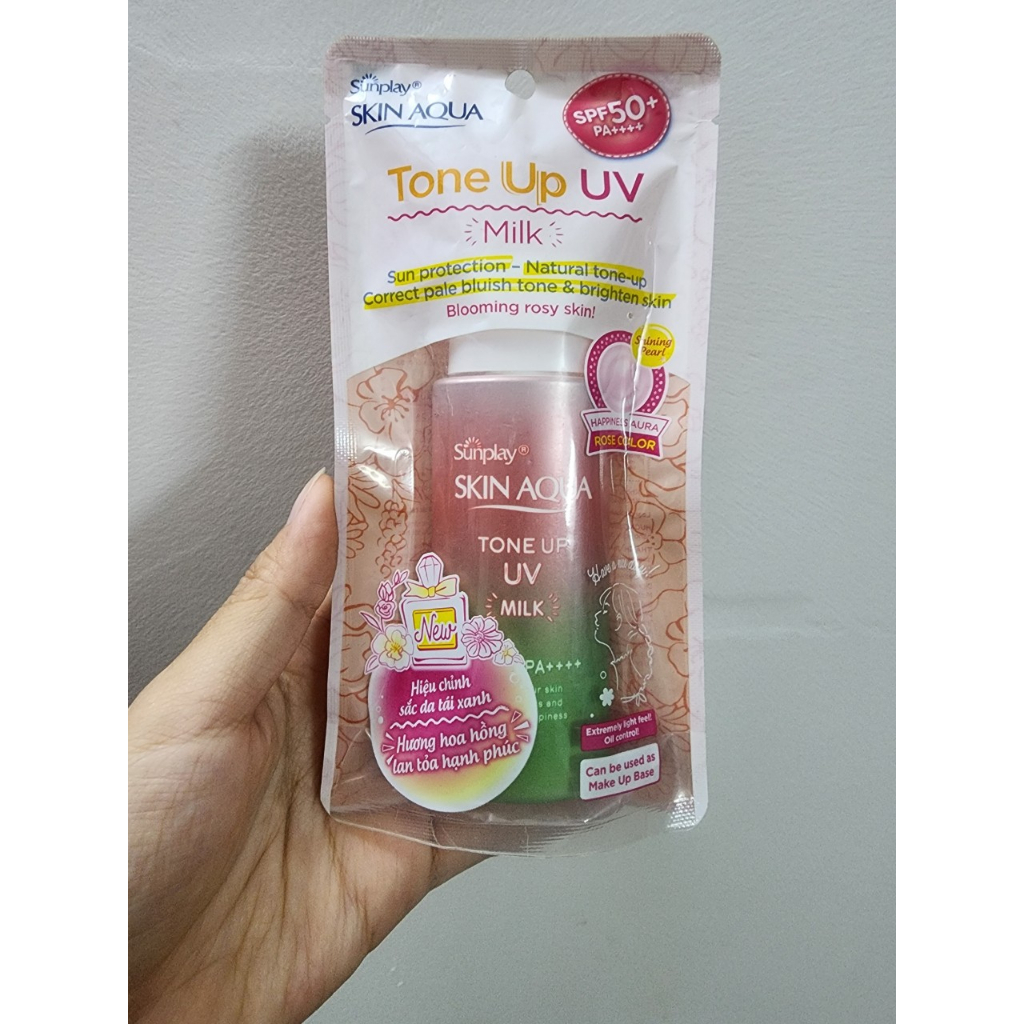 Sunplay®
SKIN AQUA
SPF50+
PA++++
Tone Up UV
Milk
Sun protection – Natural tone-up
Correct pale bluish tone & brighten skin
Blooming rosy skin!
Shining
Pearl
HAPPINESS AURA
ROSE COLOR
Sunplay®
SKIN AQUA
TONE UP
UV
MILK
PA++++
skin
and
New
Hiệu chỉnh
sắc da tái xanh
Hương hoa hồng
lan tỏa hạnh phúc
Extremely light feel!
Oil control!
Can be used as
Make Up Base